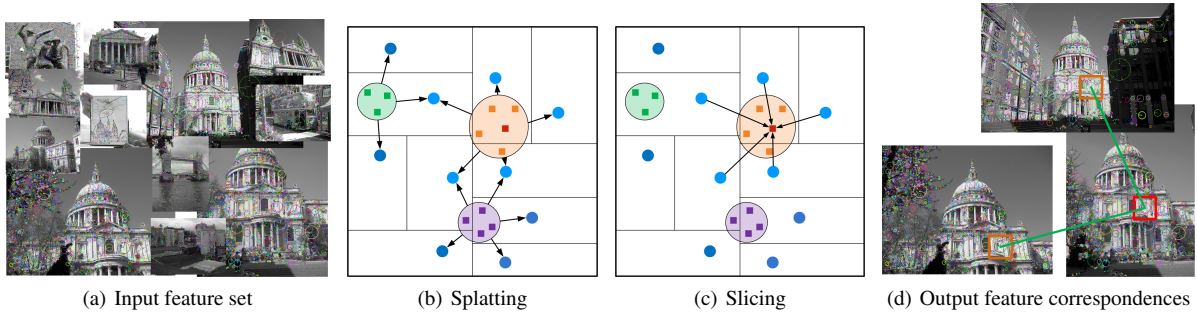 (a) Input feature set
(b) Splatting
(c) Slicing
(d) Output feature correspondences